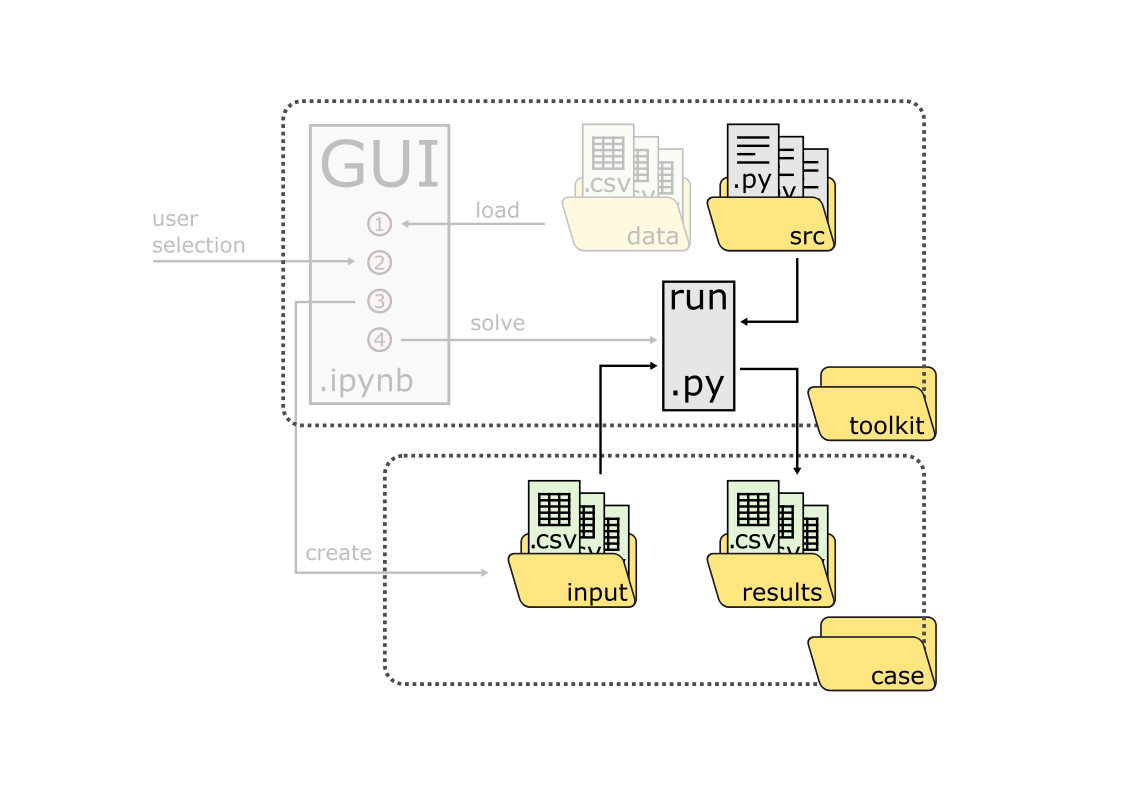 GUI
.csv
.py
user
selection
1
load
data
src
2
3
run
4
solve
.ipynb
.py
toolkit
.csv
.csv
create
input
results
case